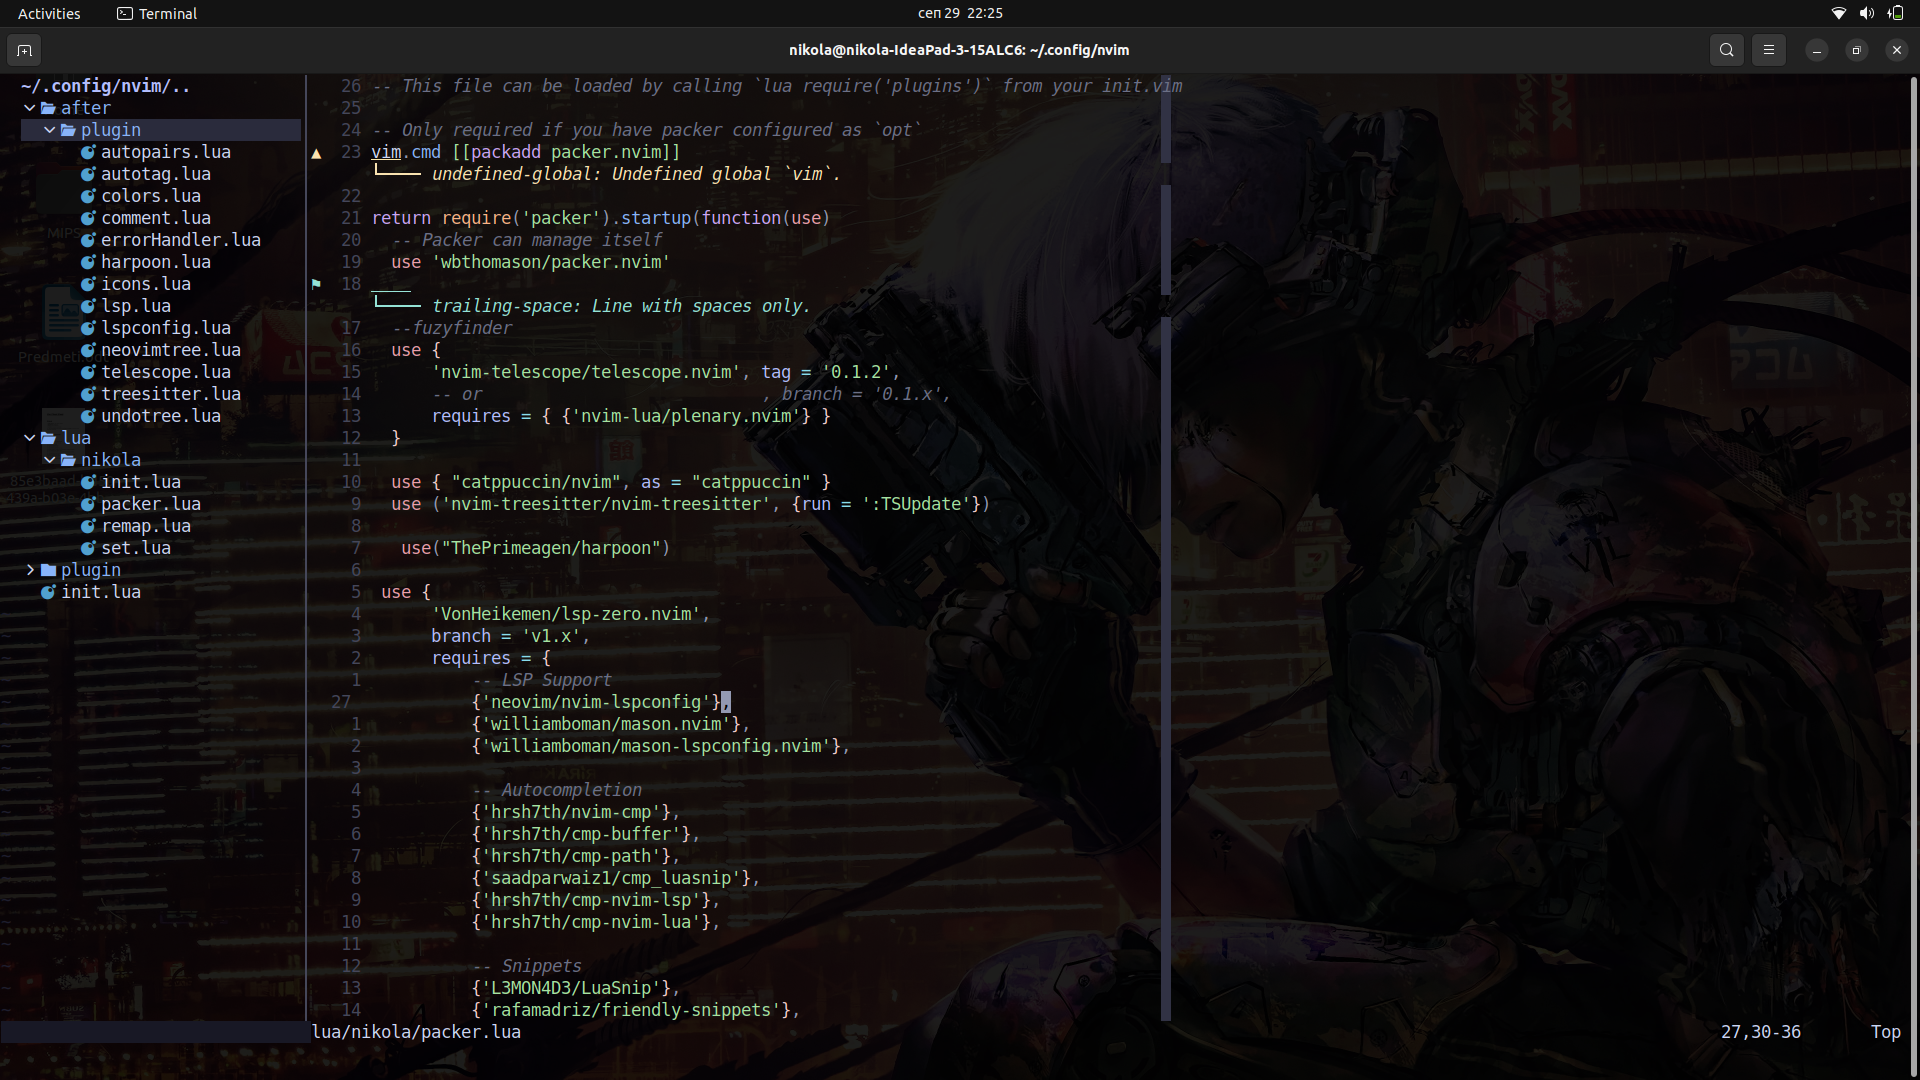 Activities
Terminal
сеп 29 22:25
nikola@nikola-IdeaPad-3-15ALC6: ~/.config/nvim
~/.config/nvim/..
after
plugin
autopairs.lua
autotag.lua
colors.lua
comment.lua
errorHandler.lua
harpoon.lua
icons.lua
lsp.lua
lspconfig.lua
neovimtree.lua
telescope.lua
treesitter.lua
undotree.lua
lua
nikola
init.lua
packer.lua
remap.lua
set.lua
plugin
init.lua
26 -- This file can be loaded by calling `lua require('plugins')` from your init.vim
25
24 -- Only required if you have packer configured as `opt`
23 vim.cmd [[packadd packer.nvim]]
undefined-global: Undefined global `vim`.
22
21 return require('packer').startup(function(use)
20 -- Packer can manage itself
19 use 'wbthomason/packer.nvim'
18
trailing-space: Line with spaces only.
17 --fuzyfinder
16 use {
15 'nvim-telescope/telescope.nvim', tag = '0.1.2',
14 -- or , branch = '0.1.x',
13 requires = { {'nvim-lua/plenary.nvim'} }
12 }
11
10 use { "catppuccin/nvim", as = "catppuccin" }
9 use ('nvim-treesitter/nvim-treesitter', {run = ':TSUpdate'})
8
7 use("ThePrimeagen/harpoon")
6
5 use {
4 'VonHeikemen/lsp-zero.nvim',
3 branch = 'v1.x',
2 requires = {
1 -- LSP Support
27 {'neovim/nvim-lspconfig'},
1 {'williamboman/mason.nvim'},
2 {'williamboman/mason-lspconfig.nvim'},
3
4 -- Autocompletion
5 {'hrsh7th/nvim-cmp'},
6 {'hrsh7th/cmp-buffer'},
7 {'hrsh7th/cmp-path'},
8 {'saadparwaiz1/cmp_luasnip'},
9 {'hrsh7th/cmp-nvim-lsp'},
10 {'hrsh7th/cmp-nvim-lua'},
11
12 -- Snippets
13 {'L3MON4D3/LuaSnip'},
14 {'rafamadriz/friendly-snippets'},
lua/nikola/packer.lua
27,30-36
Top